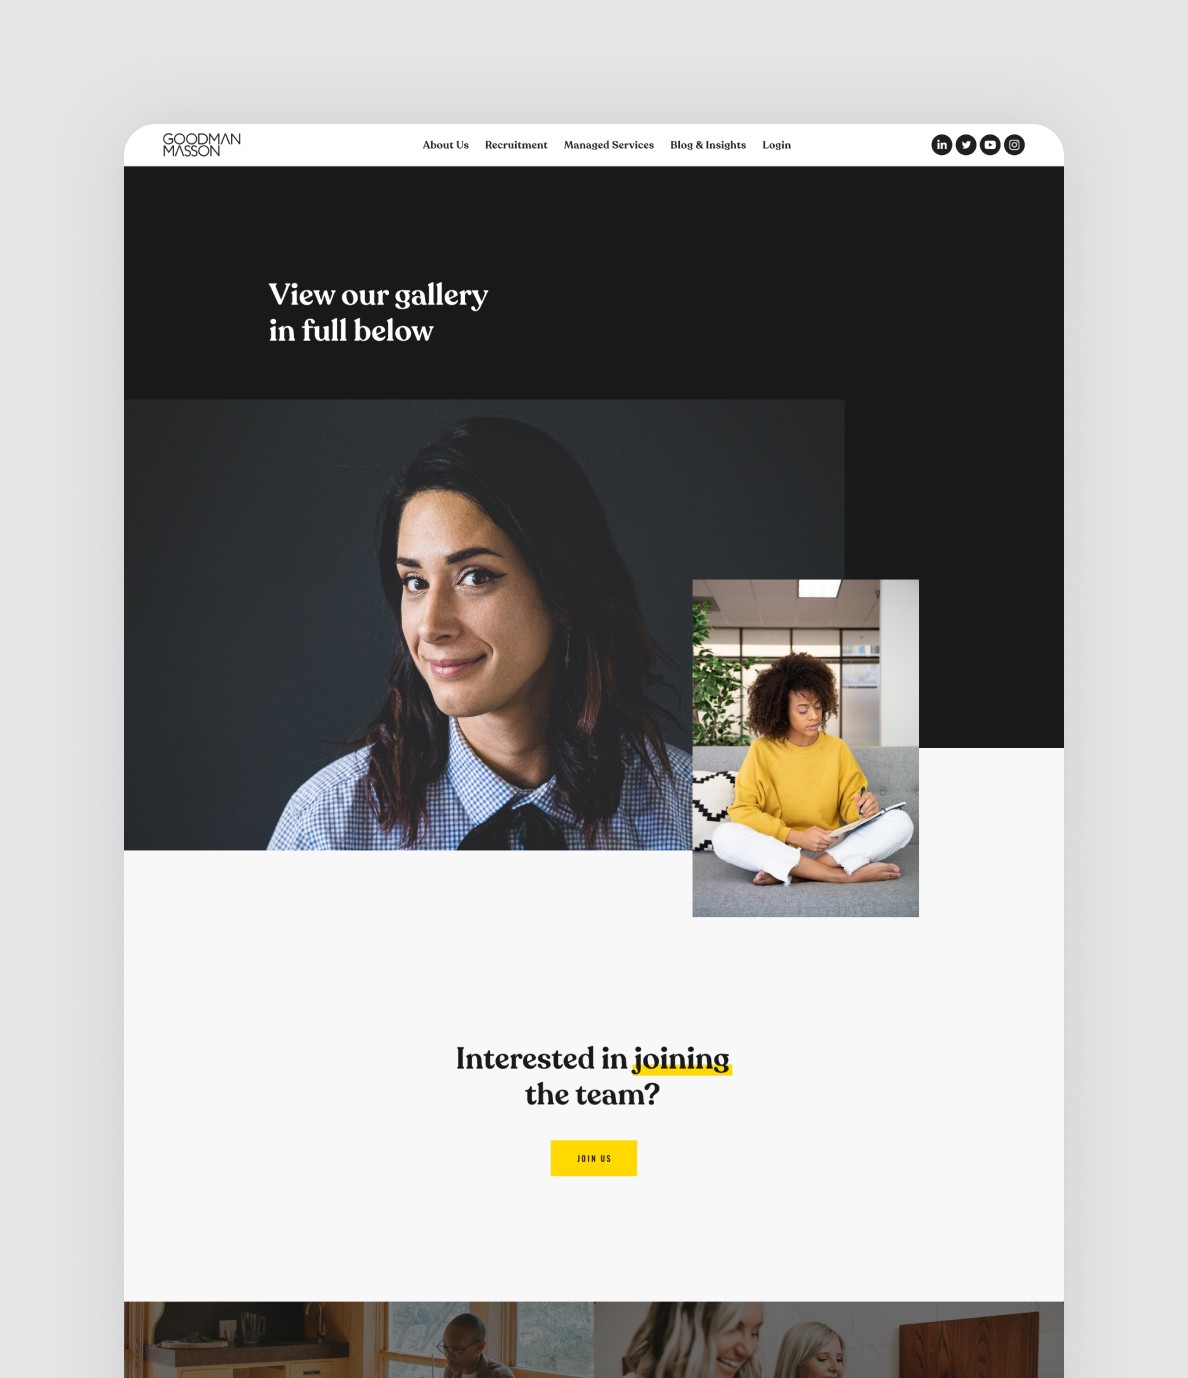 GOODMAN
MASSON
About Us Recruitment Managed Services Blog & Insights Login
in
View our gallery
in full below
Interested in joining
the team?
JOIN US